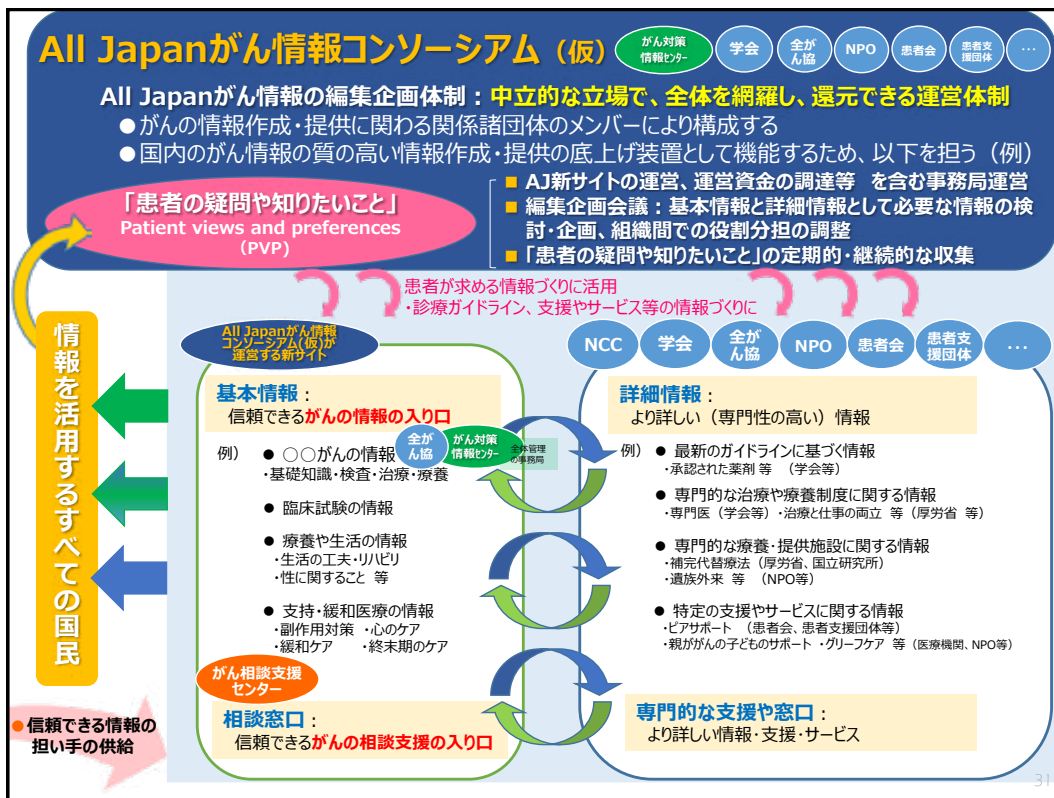 All Japanがん情報コンソーシアム（仮）
がん対策
情報ｾﾝﾀｰ
学会
全が
ん協
NPO
患者会
患者支
援団体
…
All Japanがん情報の編集企画体制：中立的な立場で、全体を網羅し、還元できる運営体制
●がんの情報作成・提供に関わる関係諸団体のメンバーにより構成する
●国内のがん情報の質の高い情報作成・提供の底上げ装置として機能するため、以下を担う（例）
「患者の疑問や知りたいこと」
Patient views and preferences
(PVP)
■ AJ新サイトの運営、運営資金の調達等　を含む事務局運営
■ 編集企画会議：基本情報と詳細情報として必要な情報の検
討・企画、組織間での役割分担の調整
■ 「患者の疑問や知りたいこと」の定期的・継続的な収集
患者が求める情報づくりに活用
・診療ガイドライン、支援やサービス等の情報づくりに
情報を活用するすべての国民
All Japanがん情報
コンソーシアム(仮)が
運営する新サイト
NCC
学会
全が
ん協
NPO
患者会
患者支
援団体
…
基本情報：
信頼できるがんの情報の入り口
全が
ん協
がん対策
情報ｾﾝﾀｰ
全体管理
の事務局
例）
● ○○がんの情報
・基礎知識・検査・治療・療養
● 臨床試験の情報
● 療養や生活の情報
・生活の工夫・リハビリ
・性に関すること 等
● 支持・緩和医療の情報
・副作用対策 ・心のケア
・緩和ケア　・終末期のケア
がん相談支援
センター
相談窓口：
信頼できるがんの相談支援の入り口
詳細情報：
より詳しい（専門性の高い）情報
例）
● 最新のガイドラインに基づく情報
・承認された薬剤 等　（学会等）
● 専門的な治療や療養制度に関する情報
・専門医（学会等）・治療と仕事の両立 等（厚労省 等）
● 専門的な療養・提供施設に関する情報
・補完代替療法（厚労省、国立研究所）
・遺族外来 等　（NPO等）
● 特定の支援やサービスに関する情報
・ピアサポート　（患者会、患者支援団体等）
・親ががんの子どものサポート ・グリーフケア 等（医療機関、NPO等）
専門的な支援や窓口：
より詳しい情報・支援・サービス
●信頼できる情報の
担い手の供給
31